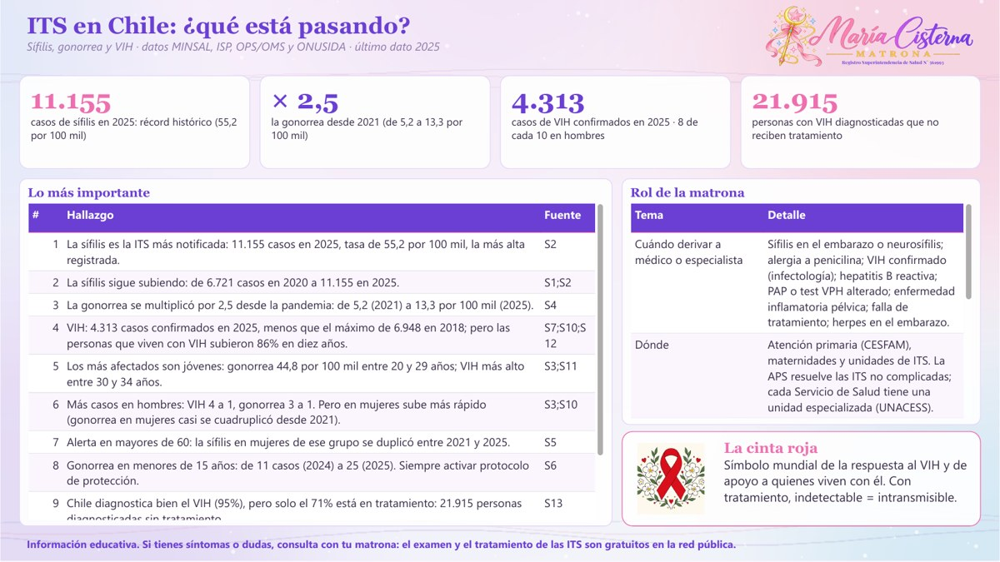 ITS en Chile: ¿qué está pasando?
Sífilis, gonorrea y VIH · datos MINSAL, ISP, OPS/OMS y ONUSIDA · último dato 2025
María Cisterna
MATRONA
11.155
casos de sífilis en 2025: récord histórico (55,2
por 100 mil)
× 2,5
la gonorrea desde 2021 (de 5,2 a 13,3 por
100 mil)
4.313
casos de VIH confirmados en 2025 · 8 de
cada 10 en hombres
21.915
personas con VIH diagnosticadas que no
reciben tratamiento
Lo más importante
# Hallazgo Fuente
1 La sífilis es la ITS más notificada: 11.155 casos en 2025, tasa de 55,2 por 100 mil, la más alta S2
registrada.
2 La sífilis sigue subiendo: de 6.721 casos en 2020 a 11.155 en 2025. S1;S2
3 La gonorrea se multiplicó por 2,5 desde la pandemia: de 5,2 (2021) a 13,3 por 100 mil (2025). S4
4 VIH: 4.313 casos confirmados en 2025, menos que el máximo de 6.948 en 2018; pero las S7;S10;S
personas que viven con VIH subieron 86% en diez años. 12
5 Los más afectados son jóvenes: gonorrea 44,8 por 100 mil entre 20 y 29 años; VIH más alto S3;S11
entre 30 y 34 años.
6 Más casos en hombres: VIH 4 a 1, gonorrea 3 a 1. Pero en mujeres sube más rápido S3;S10
(gonorrea en mujeres casi se cuadruplicó desde 2021).
7 Alerta en mayores de 60: la sífilis en mujeres de ese grupo se duplicó entre 2021 y 2025. S5
8 Gonorrea en menores de 15 años: de 11 casos (2024) a 25 (2025). Siempre activar protocolo S6
de protección.
9 Chile diagnostica bien el VIH (95%), pero solo el 71% está en tratamiento: 21.915 personas S13
diagnosticadas sin tratamiento
Rol de la matrona
Tema Detalle
Cuándo derivar a Sífilis en el embarazo o neurosífilis;
médico o especialista alergia a penicilina; VIH confirmado
(infectología); hepatitis B reactiva;
PAP o test VPH alterado; enfermedad
inflamatoria pélvica; falla de
tratamiento; herpes en el embarazo.
Dónde Atención primaria (CESFAM),
maternidades y unidades de ITS. La
APS resuelve las ITS no complicadas;
cada Servicio de Salud tiene una
unidad especializada (UNACESS).
La cinta roja
Símbolo mundial de la respuesta al VIH y de
apoyo a quienes viven con él. Con
tratamiento, indetectable = intransmisible.
Información educativa. Si tienes síntomas o dudas, consulta con tu matrona: el examen y el tratamiento de las ITS son gratuitos en la red pública.